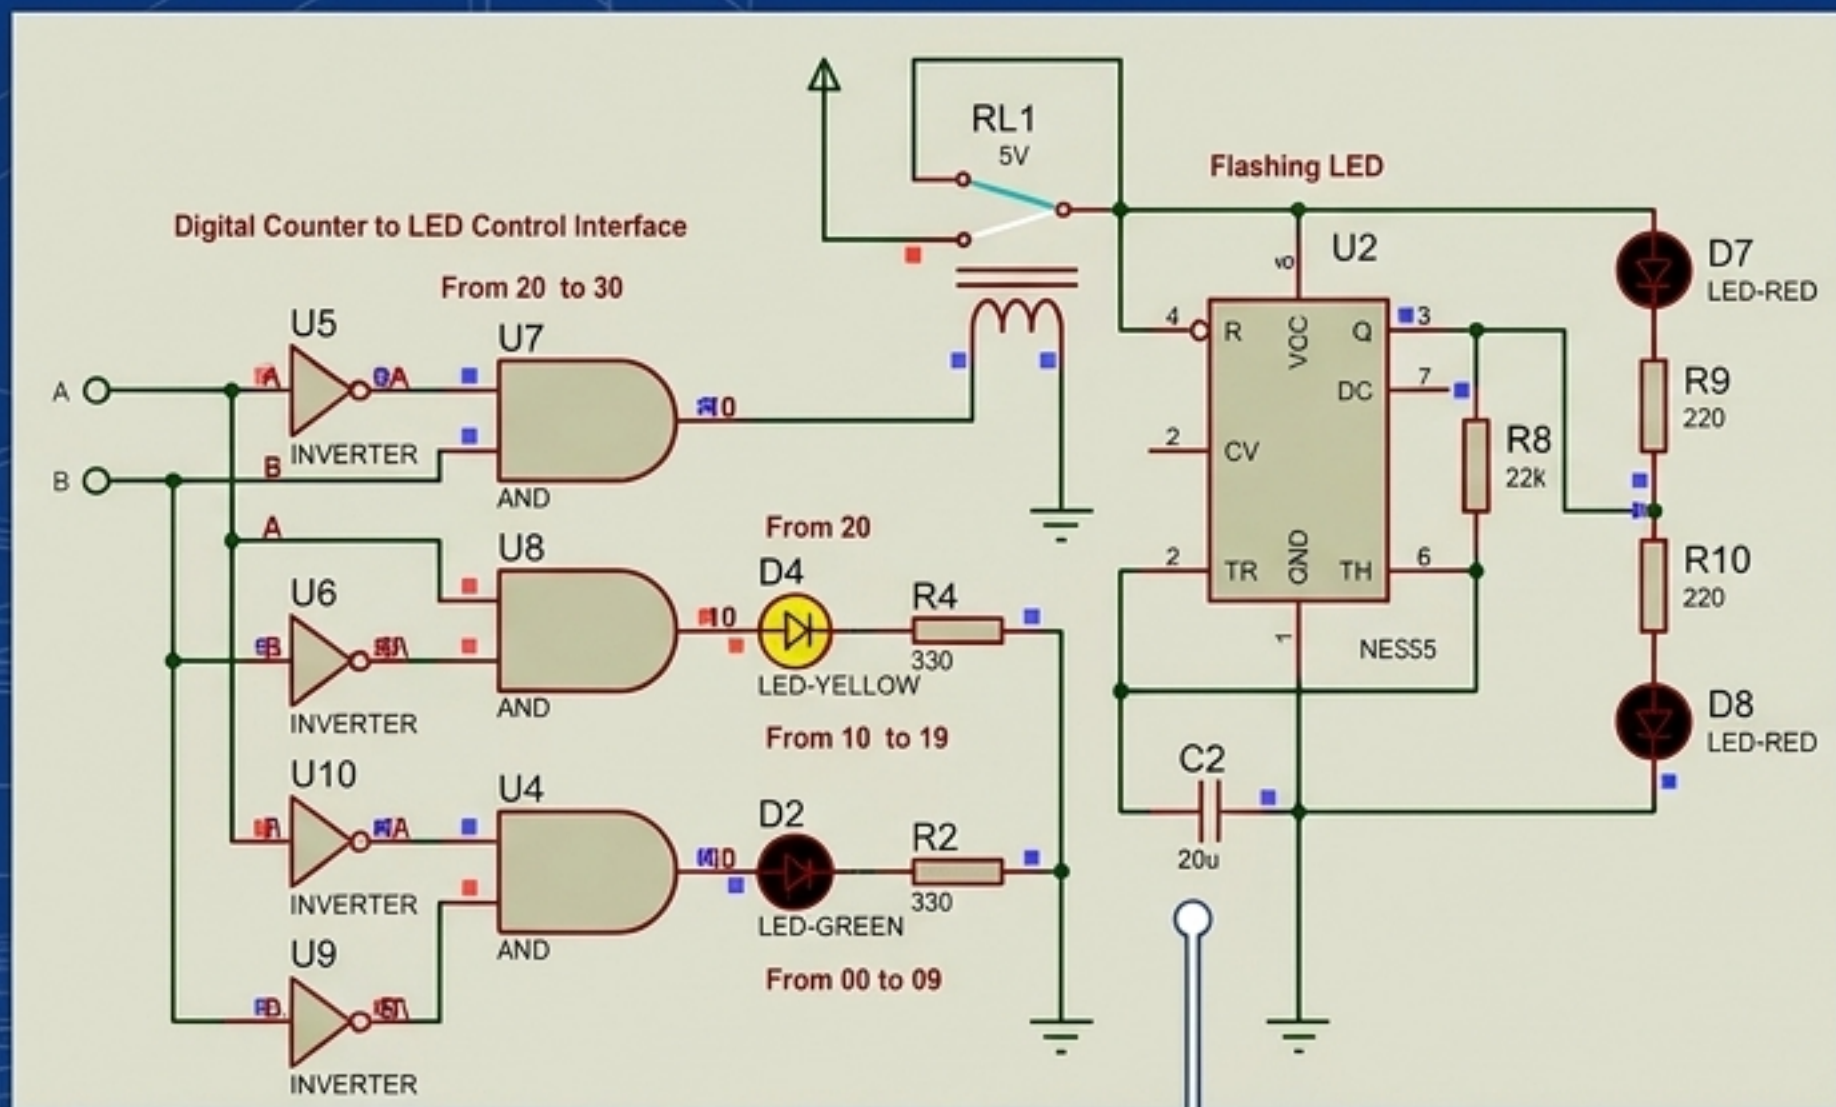 RL1
5V
Flashing LED
Digital Counter to LED Control Interface
From 20 to 30
U2
D7
LED-RED
U5
U7
4
R
VCC
Q
3
A
A
INVERTER
AND
DC
7
R9
220
B
B
2
CV
R8
22k
A
U8
From 20
D4
2
TR
GND
TH
6
R10
220
U6
R4
330
1
NE555
LED-YELLOW
INVERTER
AND
From 10 to 19
D8
LED-RED
U10
U4
C2
20u
D2
R2
330
INVERTER
AND
LED-GREEN
From 00 to 09
U9
INVERTER